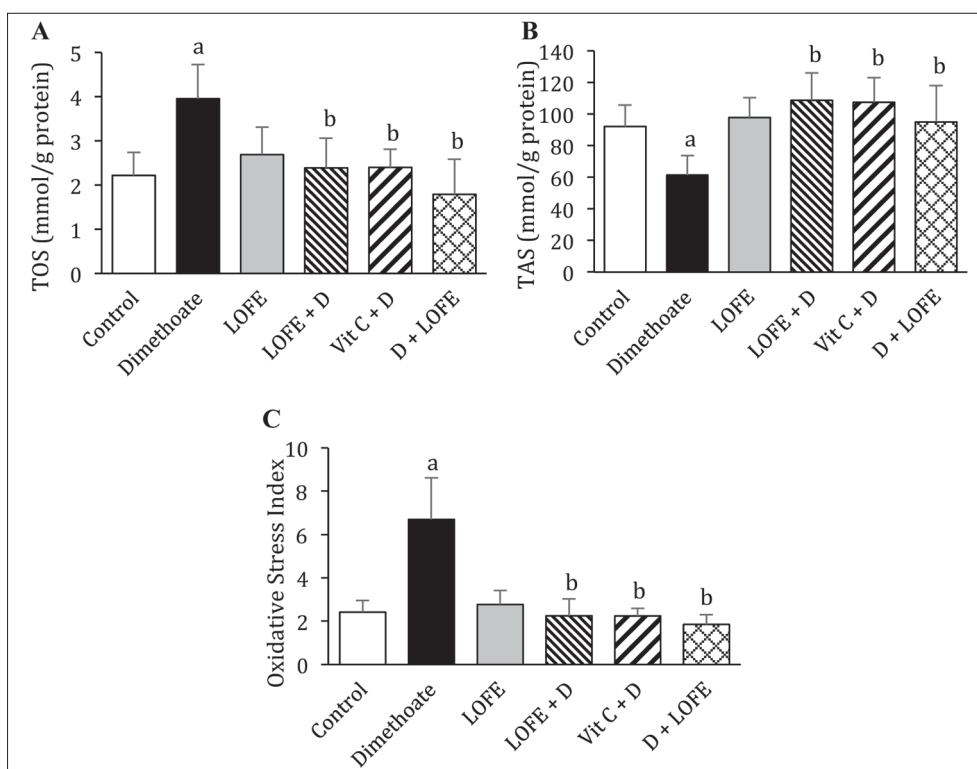 A
TOS (mmol/g protein)
5
4
3
2
1
0
a
b
b
b
Control
Dimethoate
LOFE
LOFE + D
Vit C + D
D + LOFE
B
TAS (mmol/g protein)
140
120
100
80
60
40
20
0
a
b
b
b
Control
Dimethoate
LOFE
LOFE + D
Vit C + D
D + LOFE
C
Oxidative Stress Index
10
8
6
4
2
0
a
b
b
b
Control
Dimethoate
LOFE
LOFE + D
Vit C + D
D + LOFE